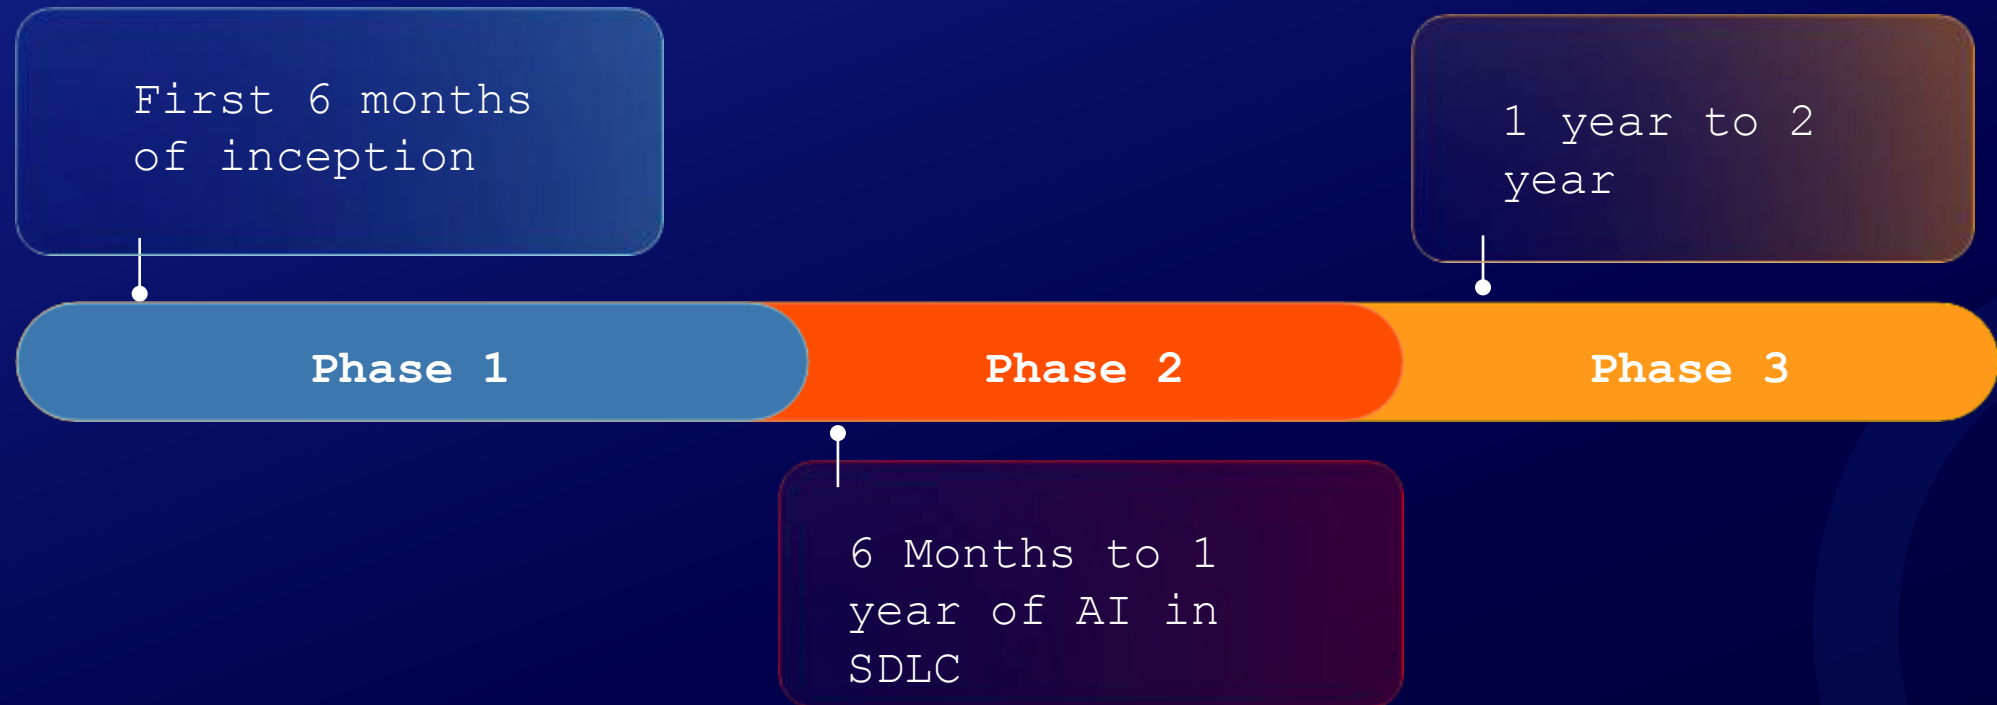 First 6 months
of inception
1 year to 2
year
Phase 1
Phase 2
Phase 3
6 Months to 1
year of AI in
SDLC